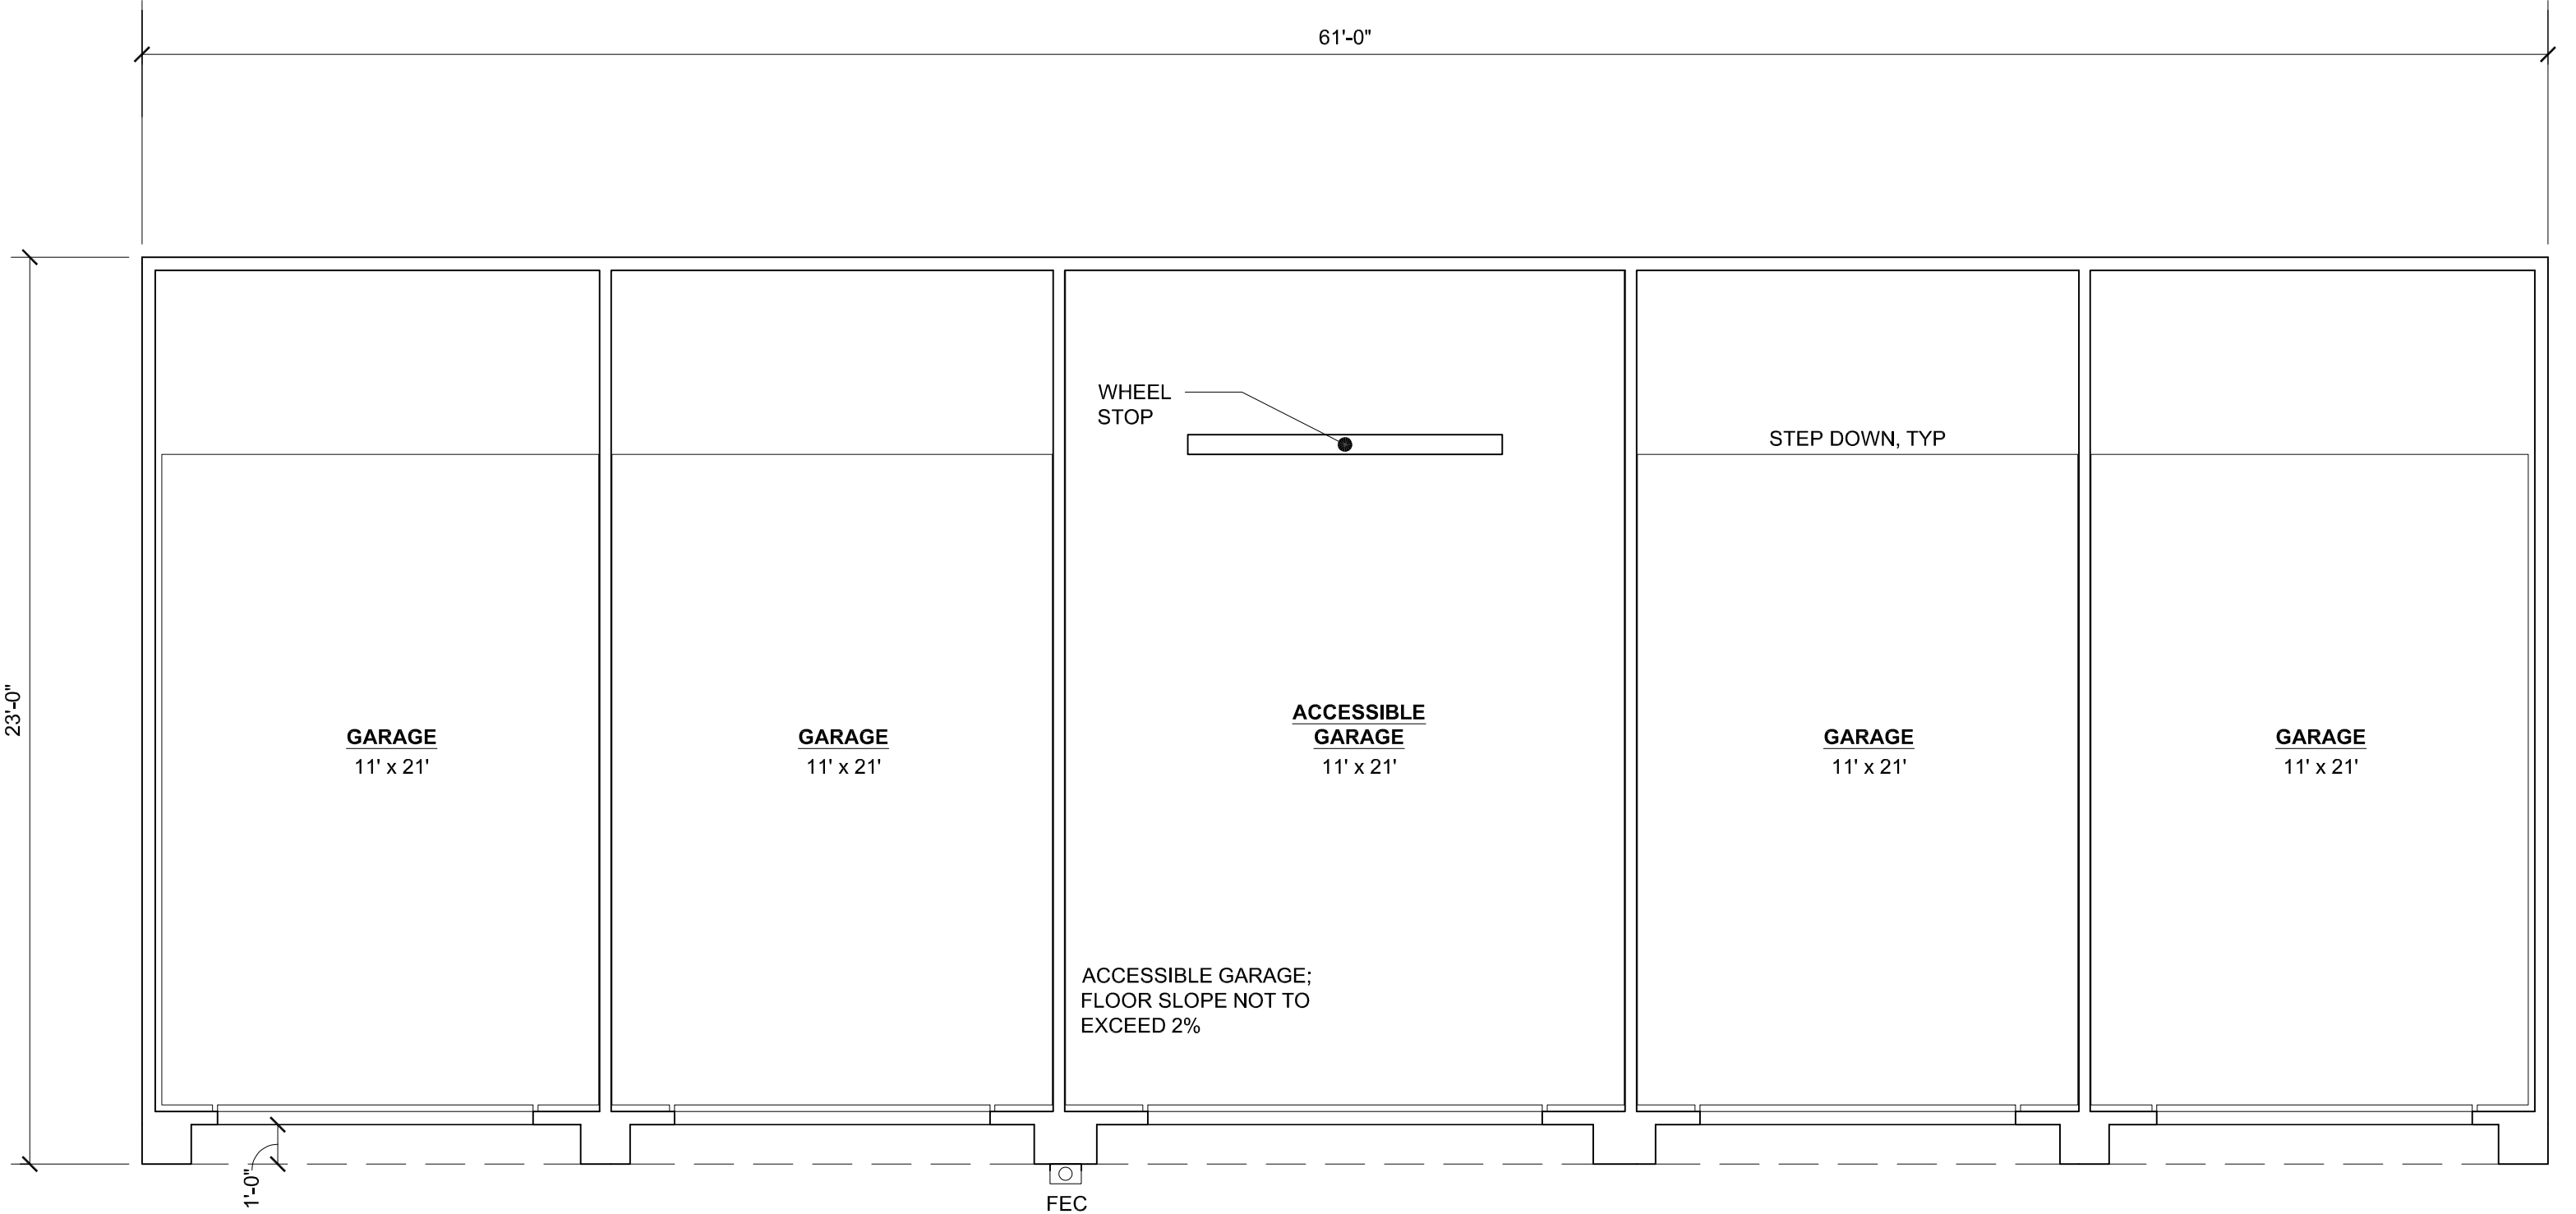 61'-0"
23'-0"
WHEEL
STOP
STEP DOWN, TYP
GARAGE
11' x 21'
GARAGE
11' x 21'
ACCESSIBLE
GARAGE
11' x 21'
GARAGE
11' x 21'
GARAGE
11' x 21'
ACCESSIBLE GARAGE;
FLOOR SLOPE NOT TO
EXCEED 2%
1'-0"
FEC